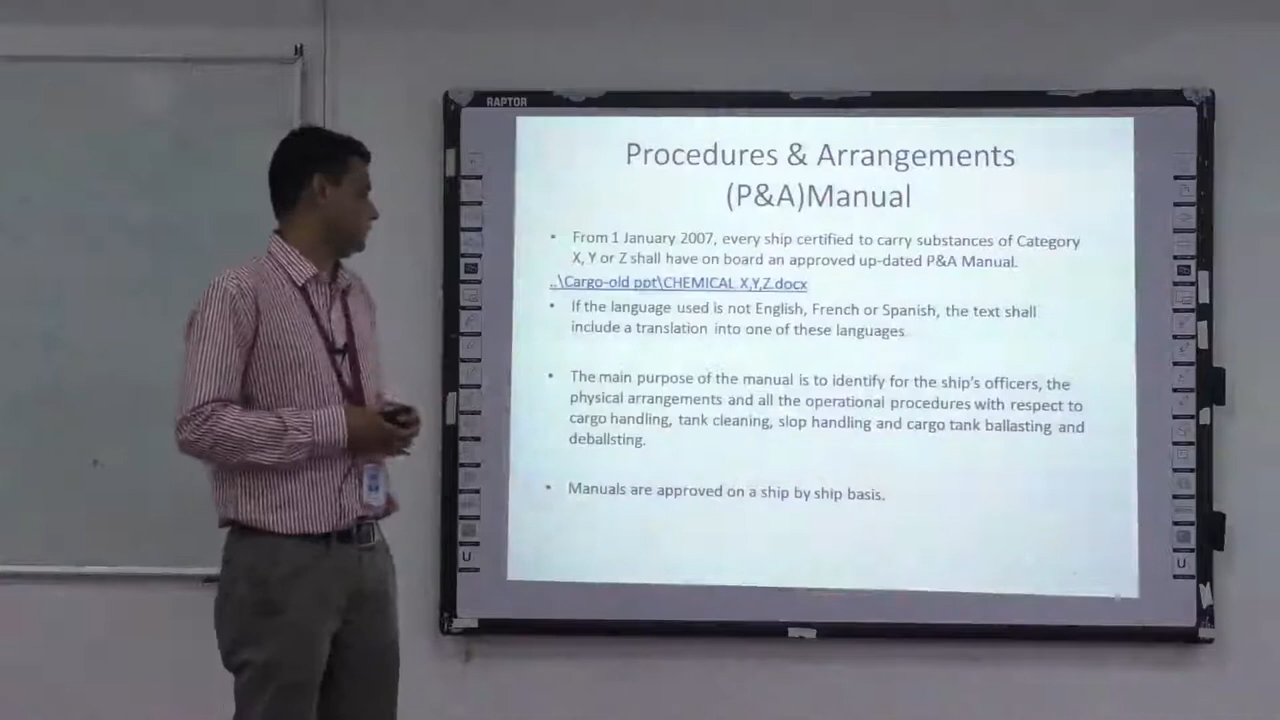 RAPTOR
Procedures & Arrangements
(P&A)Manual
• From 1 January 2007, every ship certified to carry substances of Category
X, Y or Z shall have on board an approved up-dated P&A Manual.
..\Cargo-old ppt\CHEMICAL X,Y,Z.docx
• If the language used is not English, French or Spanish, the text shall
include a translation into one of these languages
• The main purpose of the manual is to identify for the ship's officers, the
physical arrangements and all the operational procedures with respect to
cargo handling, tank cleaning, slop handling and cargo tank ballasting and
deballsting.
• Manuals are approved on a ship by ship basis.
U
U